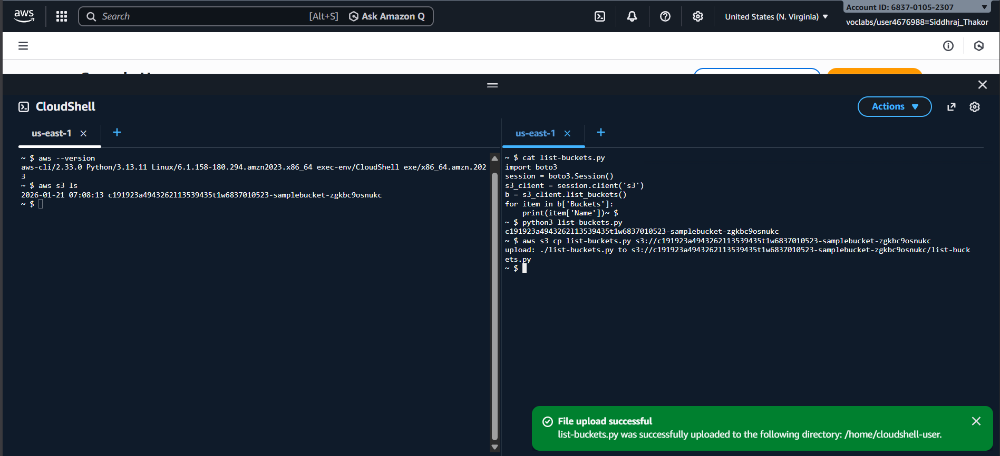 aws
Search [Alt+S] Ask Amazon Q
United States (N. Virginia)
Account ID: 6837-0105-2307
voclabs/user4676988=Siddhraj_Thakor
CloudShell
Actions
us-east-1
~ $ aws --version
aws-cli/2.33.0 Python/3.13.11 Linux/6.1.158-180.294.amzn2023.x86_64 exec-env/CloudShell exe/x86_64.amzn.202
3
~ $ aws s3 ls
2026-01-21 07:08:13 c191923a4943262l13539435t1w6837010523-samplebucket-zgkbc9osnukc
~ $
us-east-1
~ $ cat list-buckets.py
import boto3
session = boto3.Session()
s3_client = session.client('s3')
b = s3_client.list_buckets()
for item in b['Buckets']:
    print(item['Name'])~ $
~ $ python3 list-buckets.py
c191923a4943262l13539435t1w6837010523-samplebucket-zgkbc9osnukc
~ $ aws s3 cp list-buckets.py s3://c191923a4943262l13539435t1w6837010523-samplebucket-zgkbc9osnukc
upload: ./list-buckets.py to s3://c191923a4943262l13539435t1w6837010523-samplebucket-zgkbc9osnukc/list-buck
ets.py
~ $
File upload successful
list-buckets.py was successfully uploaded to the following directory: /home/cloudshell-user.